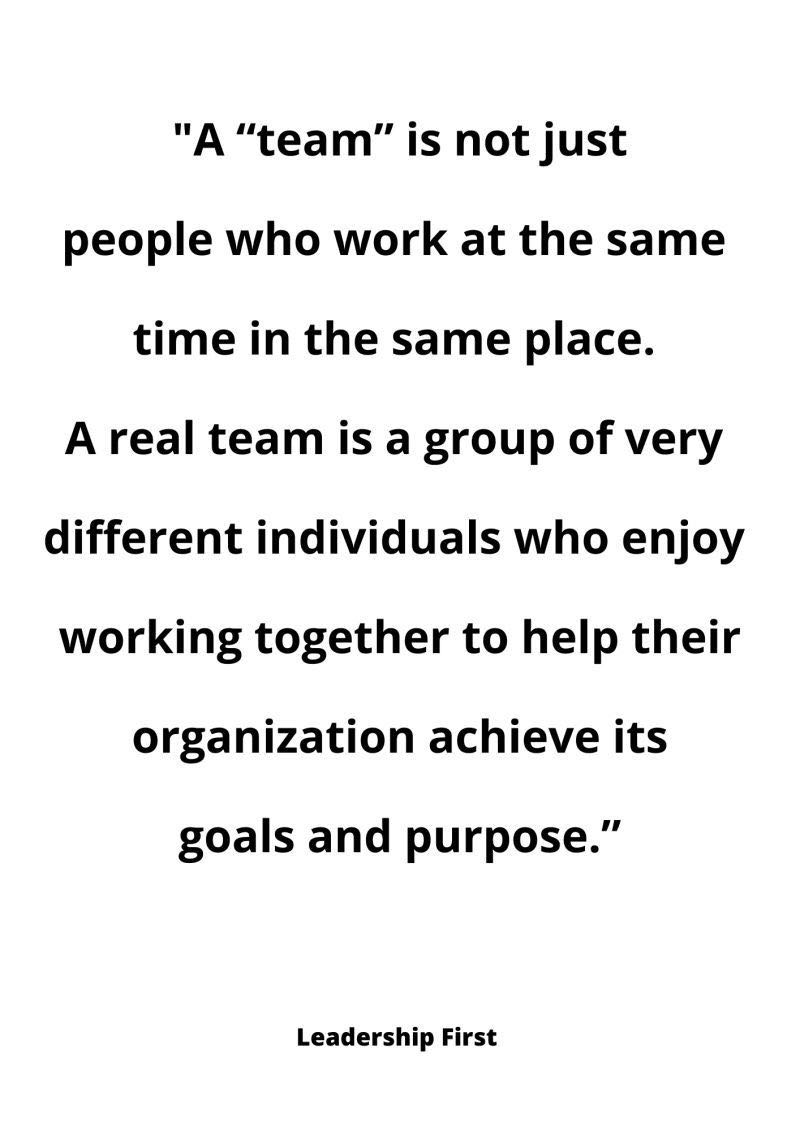 "A “team” is not just
people who work at the same
time in the same place.
A real team is a group of very
different individuals who enjoy
working together to help their
organization achieve its
goals and purpose.”
Leadership First